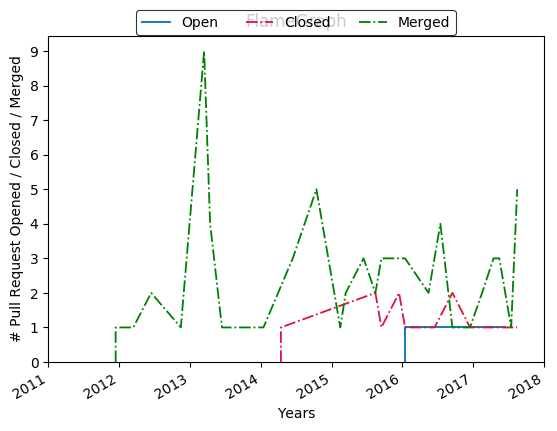 FlameGraph
Open Closed Merged
# Pull Request Opened / Closed / Merged
9
8
7
6
5
4
3
2
1
0
2011 2012 2013 2014 2015 2016 2017 2018
Years